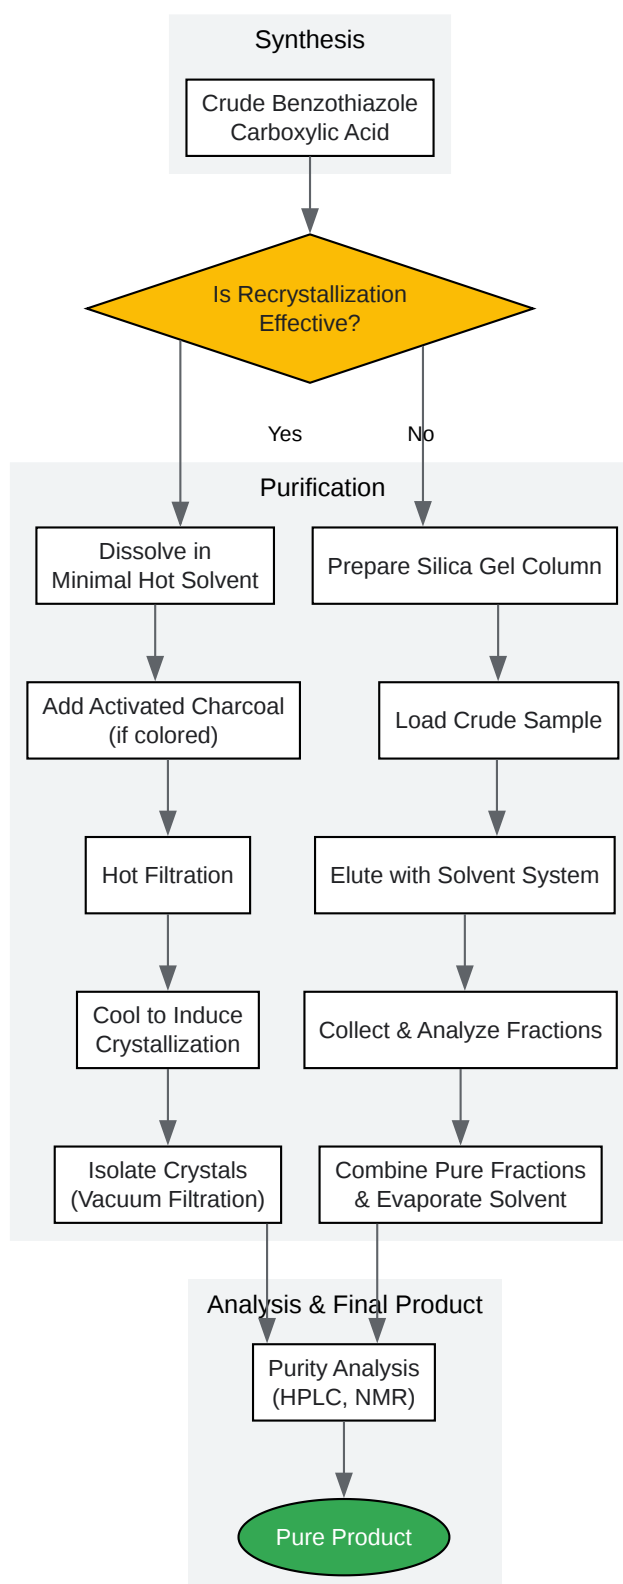 Synthesis
Crude Benzothiazole
Carboxylic Acid
Is Recrystallization
Effective?
Yes
No
Purification
Dissolve in
Minimal Hot Solvent
Prepare Silica Gel Column
Add Activated Charcoal
(if colored)
Load Crude Sample
Hot Filtration
Elute with Solvent System
Cool to Induce
Crystallization
Collect & Analyze Fractions
Isolate Crystals
(Vacuum Filtration)
Combine Pure Fractions
& Evaporate Solvent
Analysis & Final Product
Purity Analysis
(HPLC, NMR)
Pure Product